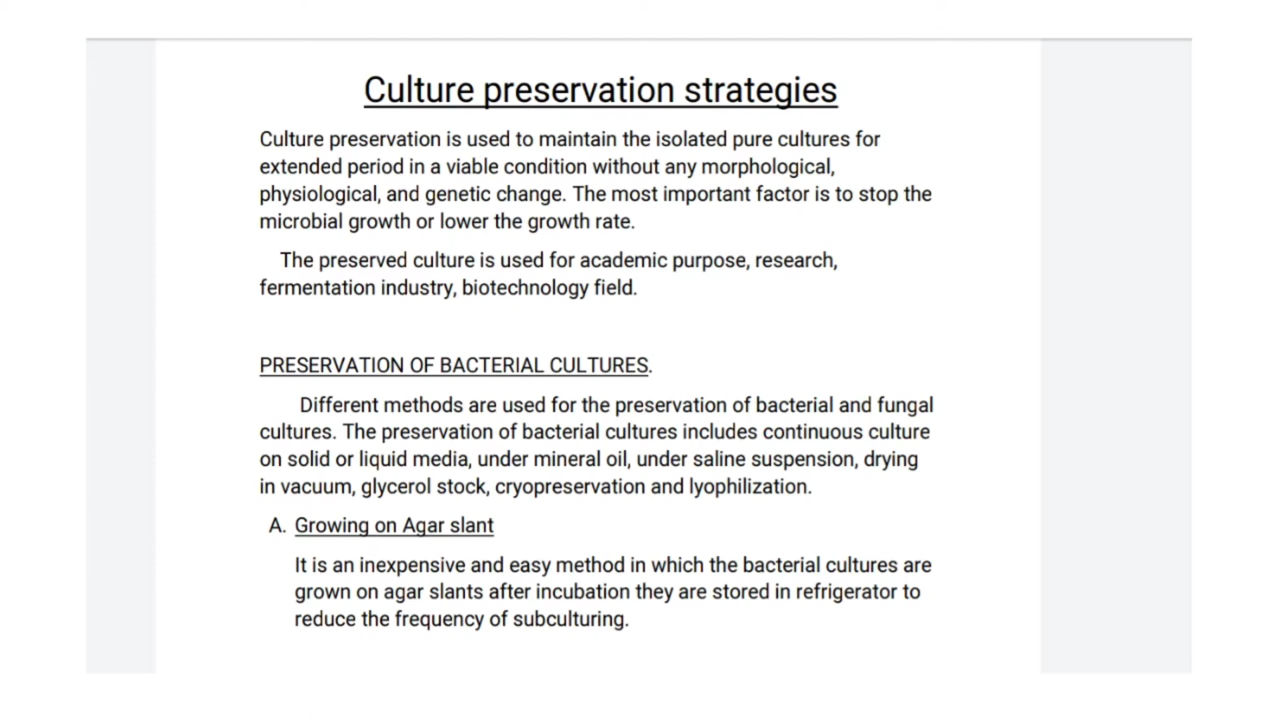 Culture preservation strategies
Culture preservation is used to maintain the isolated pure cultures for
extended period in a viable condition without any morphological,
physiological, and genetic change. The most important factor is to stop the
microbial growth or lower the growth rate.
The preserved culture is used for academic purpose, research,
fermentation industry, biotechnology field.
PRESERVATION OF BACTERIAL CULTURES.
Different methods are used for the preservation of bacterial and fungal
cultures. The preservation of bacterial cultures includes continuous culture
on solid or liquid media, under mineral oil, under saline suspension, drying
in vacuum, glycerol stock, cryopreservation and lyophilization.
A. Growing on Agar slant
It is an inexpensive and easy method in which the bacterial cultures are
grown on agar slants after incubation they are stored in refrigerator to
reduce the frequency of subculturing.